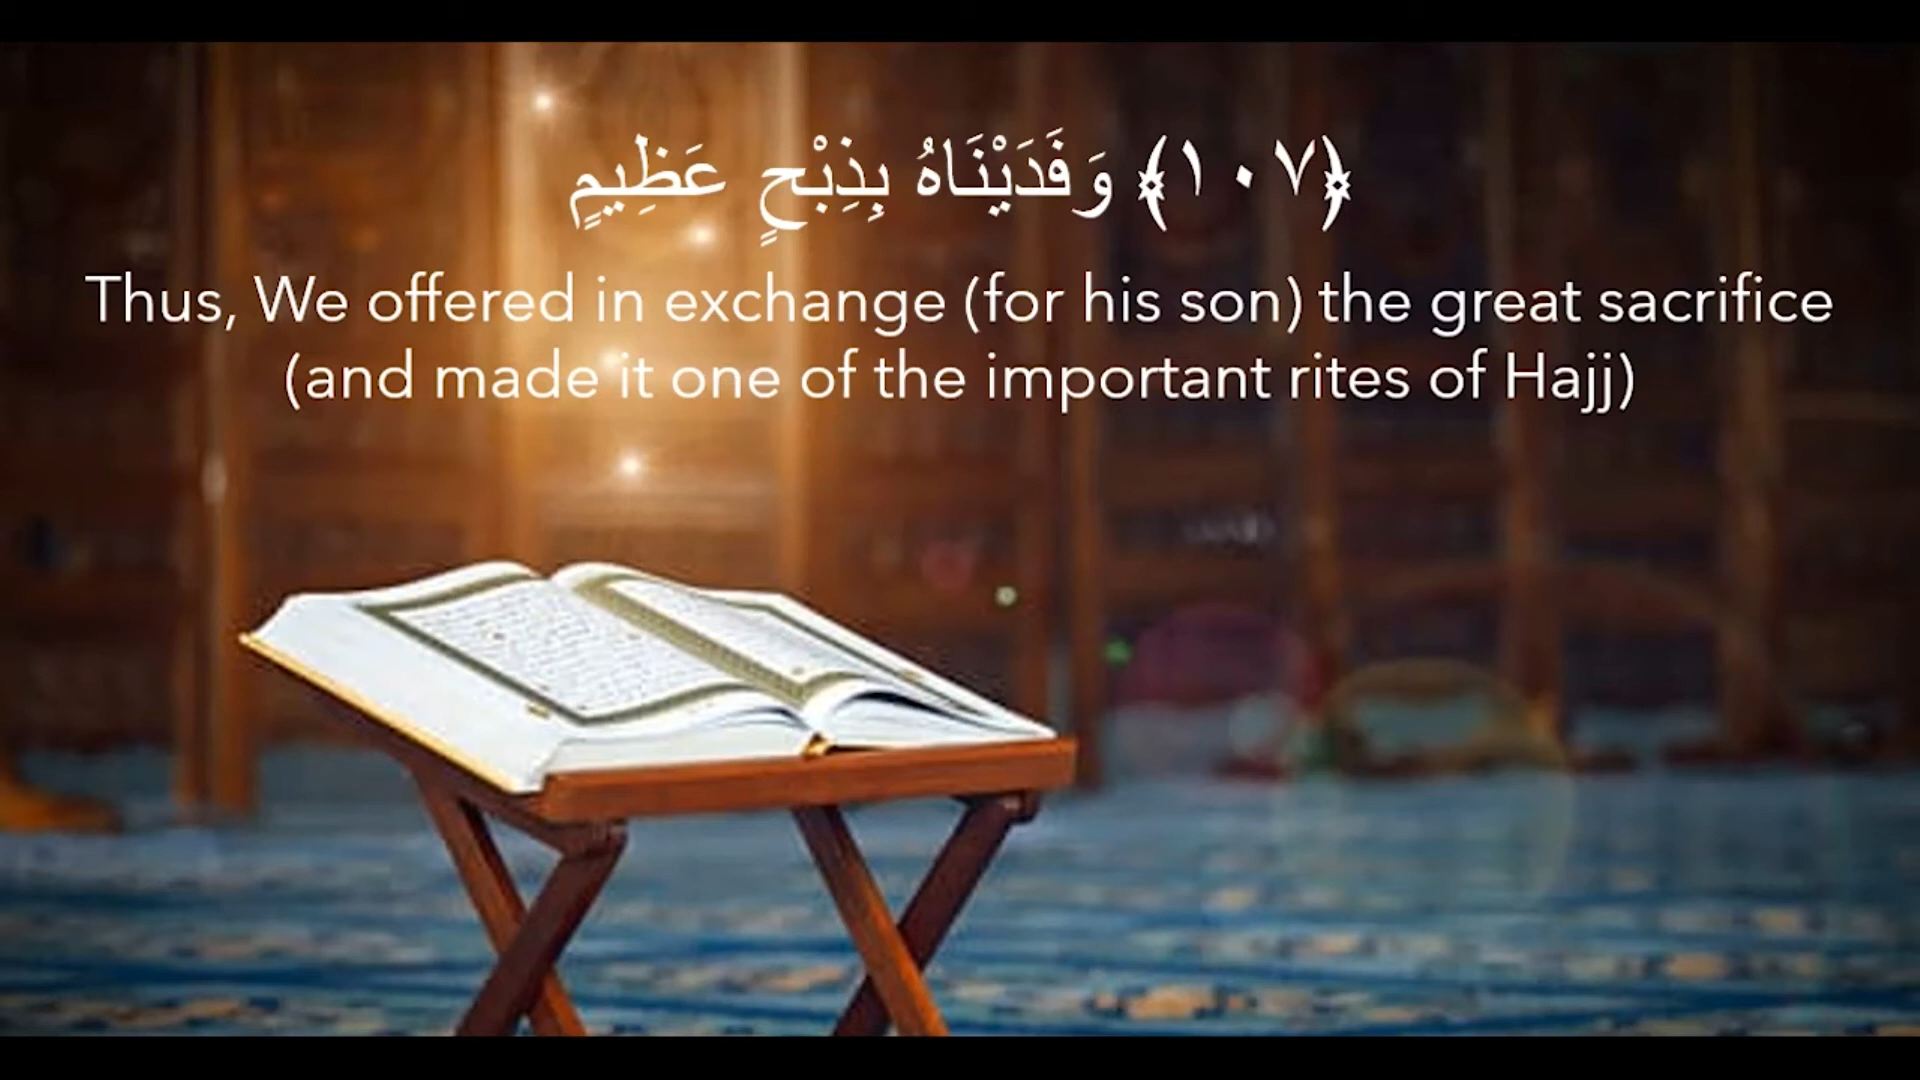 ﴿١٠٧﴾ وَفَدَيْنَاهُ بِذِبْحٍ عَظِيمٍ
Thus, We offered in exchange (for his son) the great sacrifice
(and made it one of the important rites of Hajj)